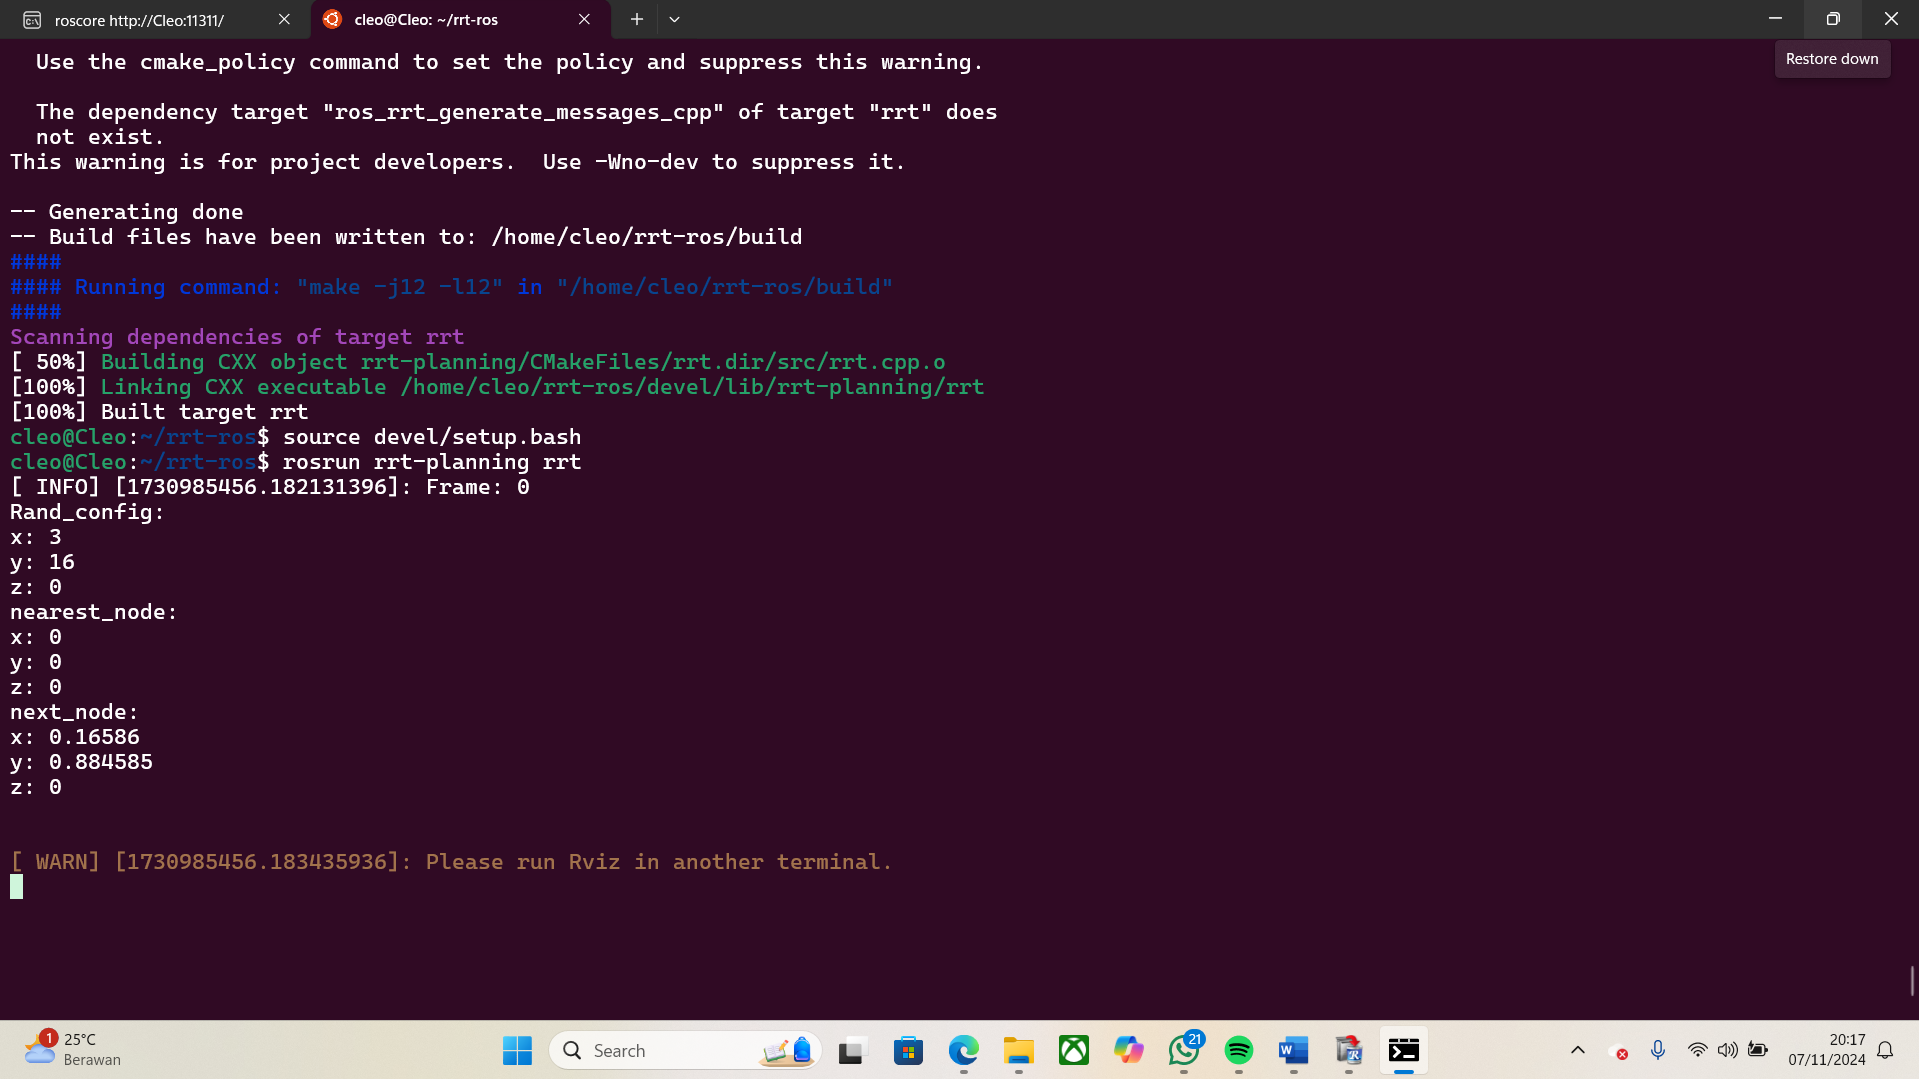 roscore http://Cleo:11311/
cleo@Cleo: ~/rrt-ros
Restore down
Use the cmake_policy command to set the policy and suppress this warning.
The dependency target "ros_rrt_generate_messages_cpp" of target "rrt" does
not exist.
This warning is for project developers.  Use -Wno-dev to suppress it.
-- Generating done
-- Build files have been written to: /home/cleo/rrt-ros/build
####
#### Running command: "make -j12 -l12" in "/home/cleo/rrt-ros/build"
####
Scanning dependencies of target rrt
[ 50%] Building CXX object rrt-planning/CMakeFiles/rrt.dir/src/rrt.cpp.o
[100%] Linking CXX executable /home/cleo/rrt-ros/devel/lib/rrt-planning/rrt
[100%] Built target rrt
cleo@Cleo:~/rrt-ros$ source devel/setup.bash
cleo@Cleo:~/rrt-ros$ rosrun rrt-planning rrt
[ INFO] [1730985456.182131396]: Frame: 0
Rand_config:
x: 3
y: 16
z: 0
nearest_node:
x: 0
y: 0
z: 0
next_node:
x: 0.16586
y: 0.884585
z: 0
[ WARN] [1730985456.183435936]: Please run Rviz in another terminal.
1
25°C
Berawan
Search
21
20:17
07/11/2024